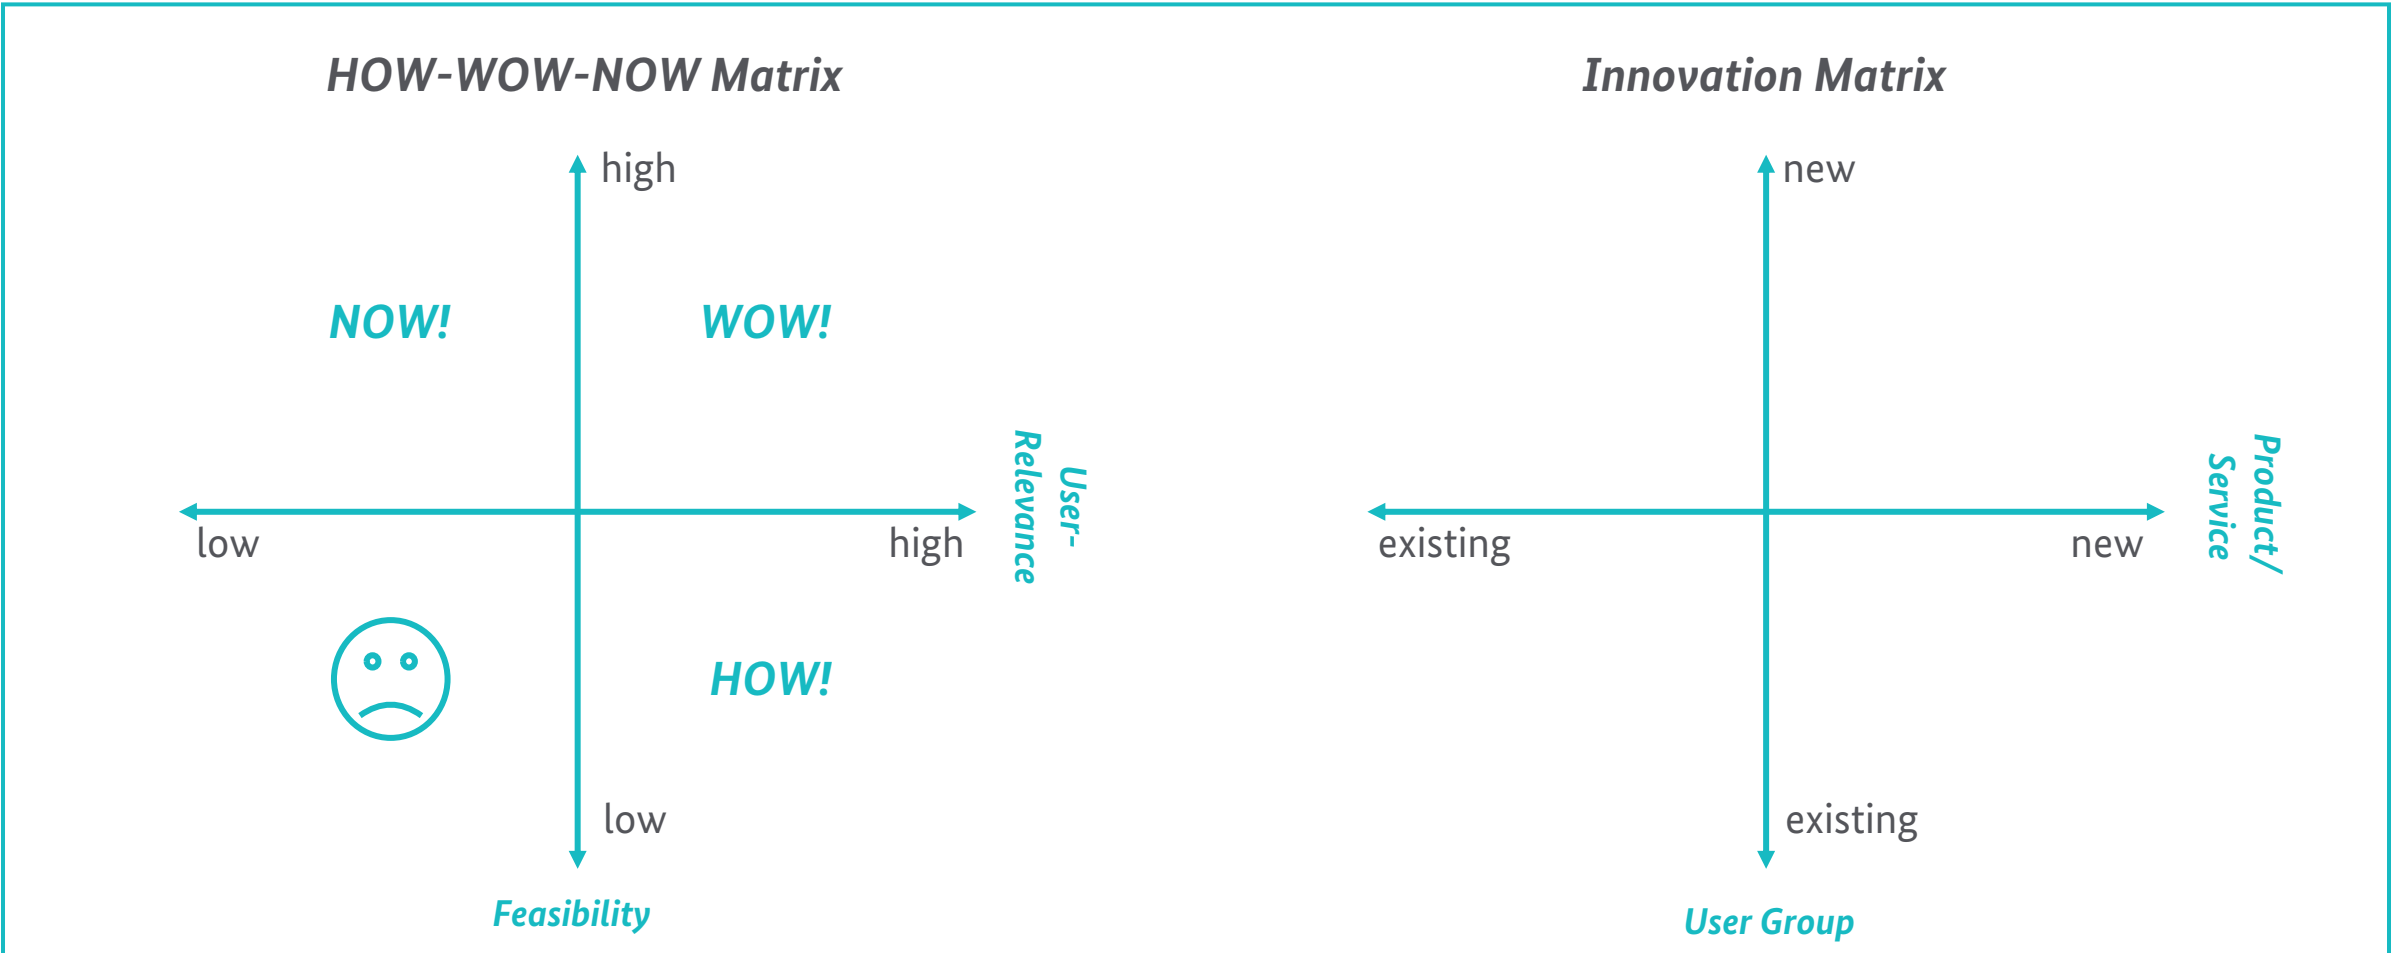 HOW-WOW-NOW Matrix
high
NOW!
WOW!
User-
Relevance
low
high
HOW!
low
Feasibility
Innovation Matrix
new
Product/
Service
existing
new
existing
User Group